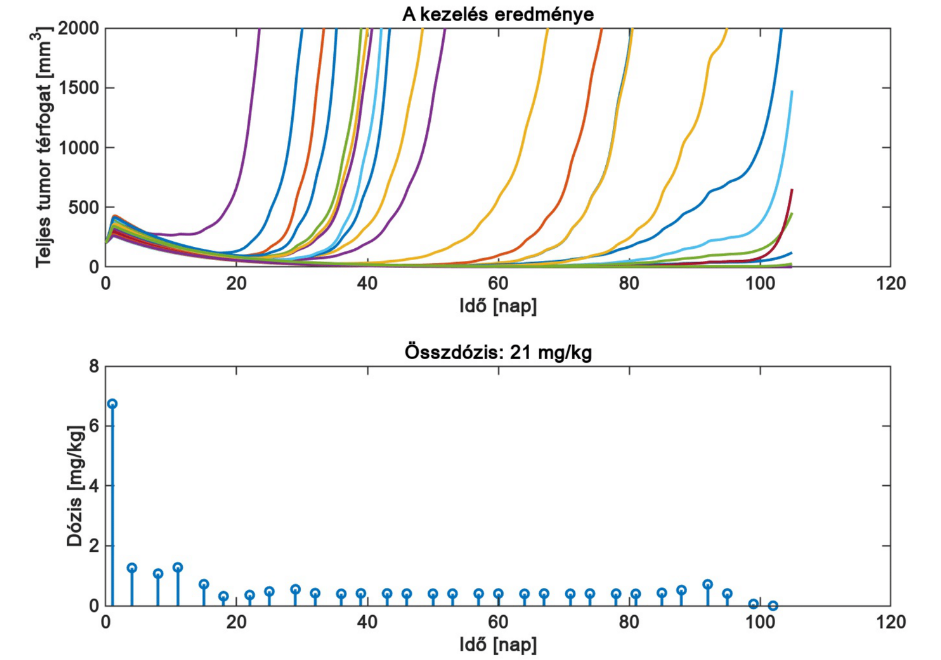 A kezelés eredménye
Teljes tumor térfogat [mm³]
2000
1500
1000
500
0
0 20 40 60 80 100 120
Idő [nap]
Összdózis: 21 mg/kg
Dózis [mg/kg]
8
6
4
2
0
0 20 40 60 80 100 120
Idő [nap]